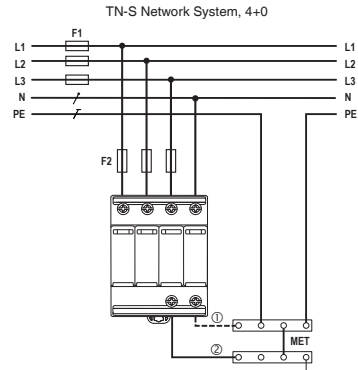 TN-S Network System, 4+0
F1
L1 L1
L2 L2
L3 L3
N N
PE PE
F2
①
MET
②